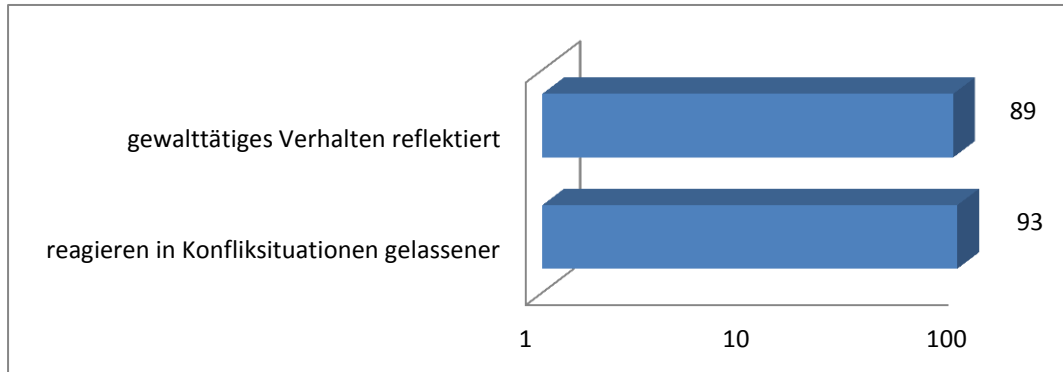 gewalttätiges Verhalten reflektiert
89
reagieren in Konfliksituationen gelassener
93
1 10 100